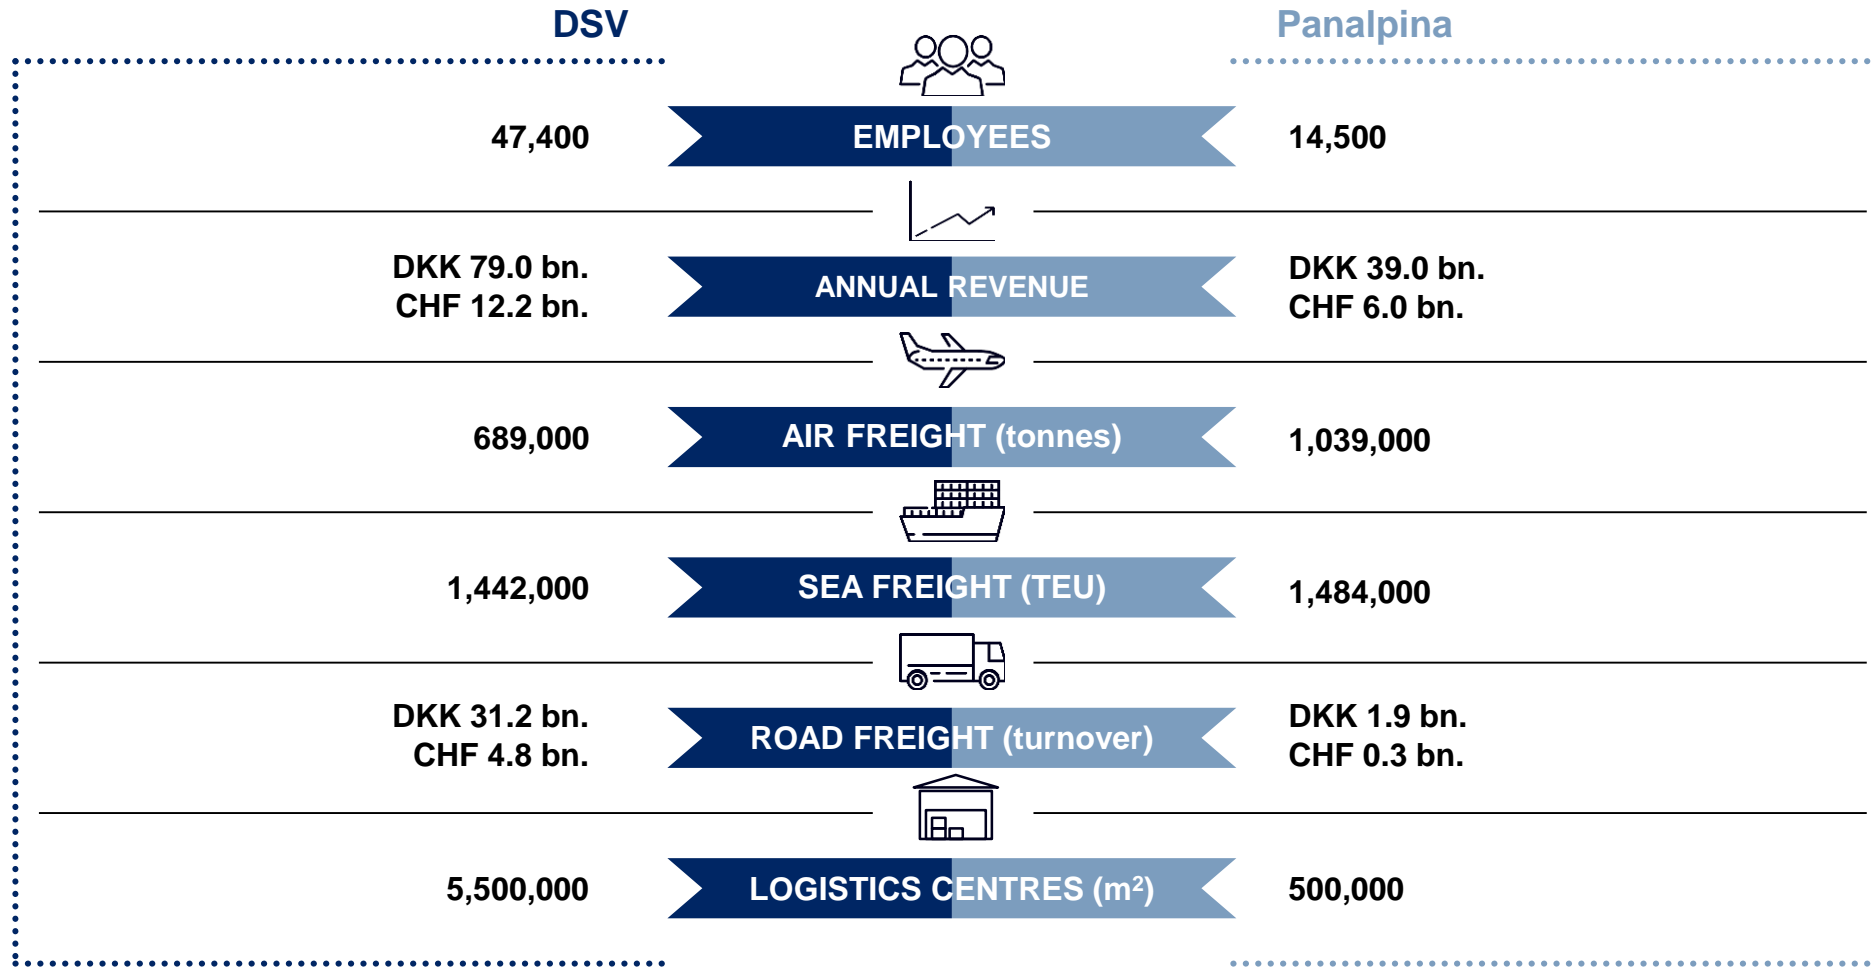 DSV
Panalpina
47,400
EMPLOYEES
14,500
DKK 79.0 bn.
CHF 12.2 bn.
ANNUAL REVENUE
DKK 39.0 bn.
CHF 6.0 bn.
689,000
AIR FREIGHT (tonnes)
1,039,000
1,442,000
SEA FREIGHT (TEU)
1,484,000
DKK 31.2 bn.
CHF 4.8 bn.
ROAD FREIGHT (turnover)
DKK 1.9 bn.
CHF 0.3 bn.
5,500,000
LOGISTICS CENTRES (m²)
500,000